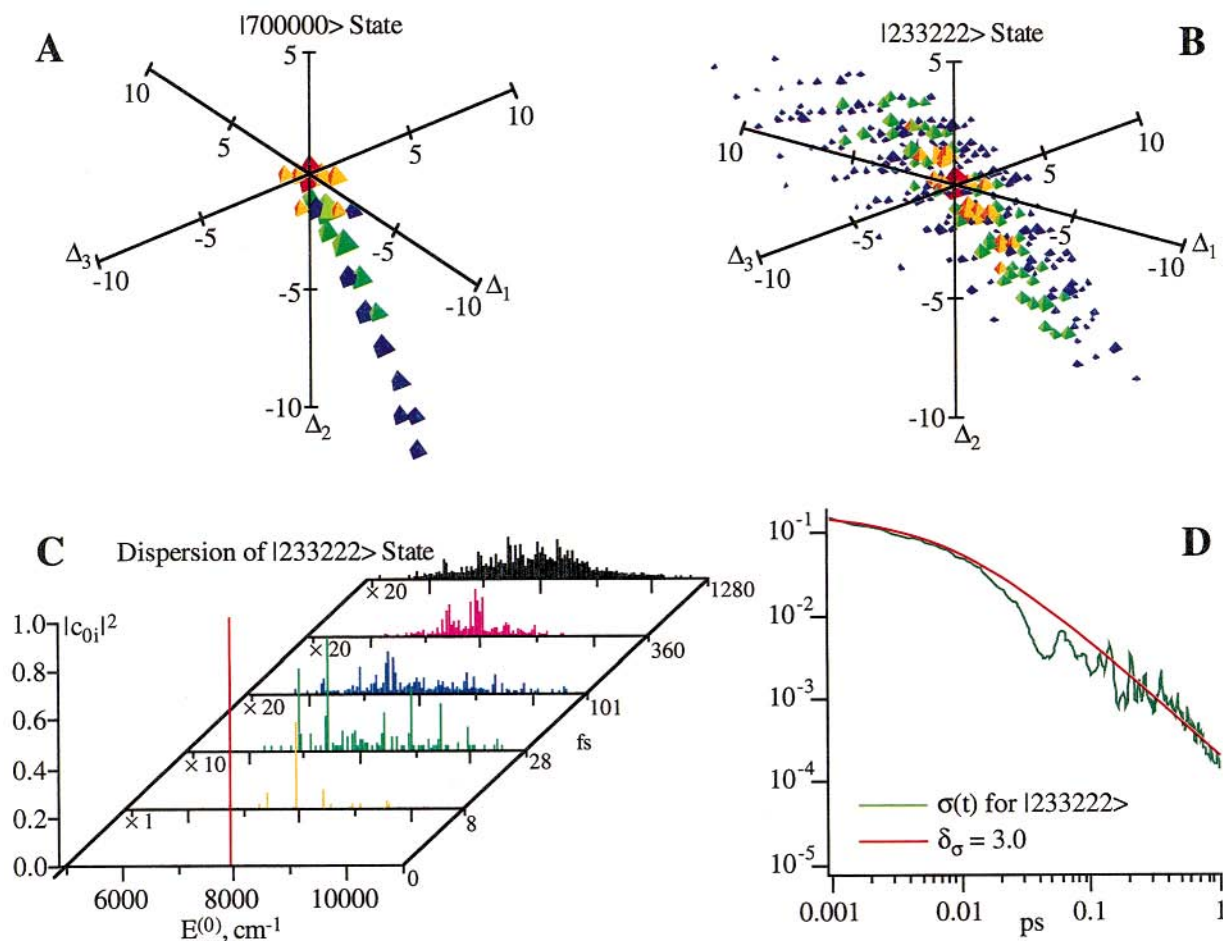 A
|700000> State
5
10
5
10
5
-5
-5
Δ₃
-10
-10
Δ₁
-5
-10
Δ₂
B
|233222> State
5
10
10
5
-5
-5
Δ₃
-10
Δ₁
-10
-5
-10
Δ₂
C
Dispersion of |233222> State
×20
1280
×20
360
×20
101
fs
×10
28
×1
8
0
|c₀ᵢ|²
1.0
0.8
0.6
0.4
0.2
0.0
6000
8000
10000
E⁽⁰⁾, cm⁻¹
D
10⁻¹
10⁻²
10⁻³
10⁻⁴
10⁻⁵
σ(t) for |233222>
δσ = 3.0
0.001
0.01
0.1
1
ps